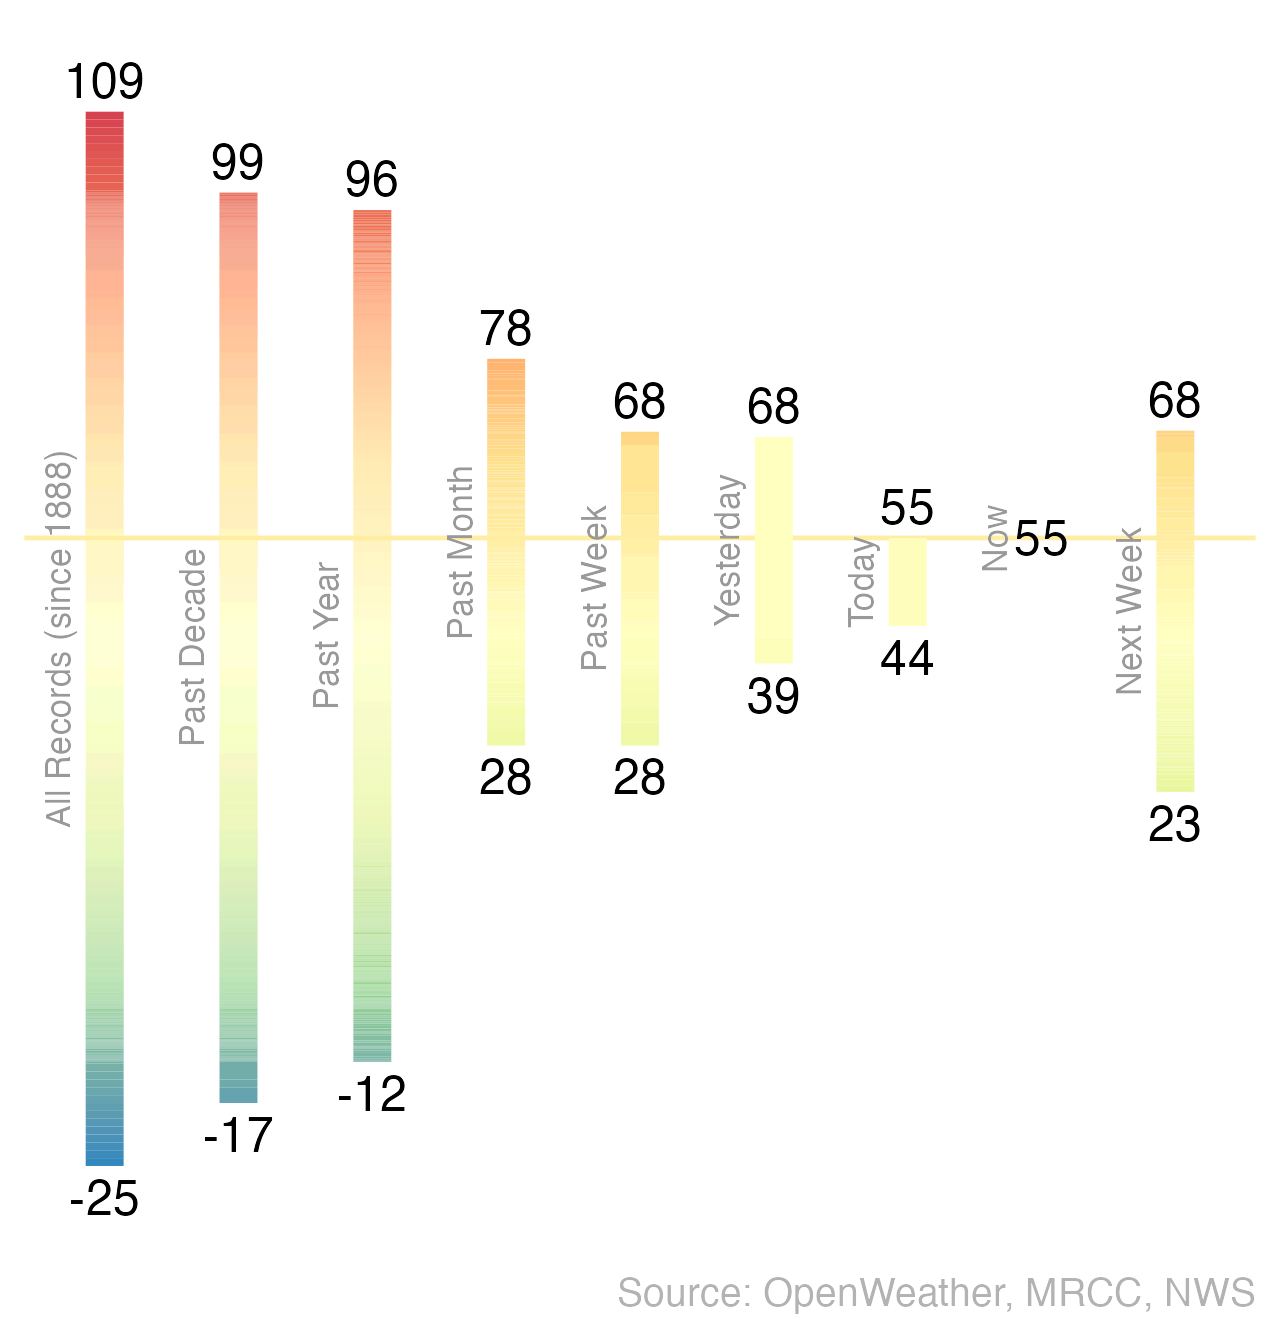 109
All Records (since 1888)
-25
99
Past Decade
-17
96
Past Year
-12
78
Past Month
28
68
Past Week
28
68
Yesterday
39
55
Today
44
Now
55
68
Next Week
23
Source: OpenWeather, MRCC, NWS